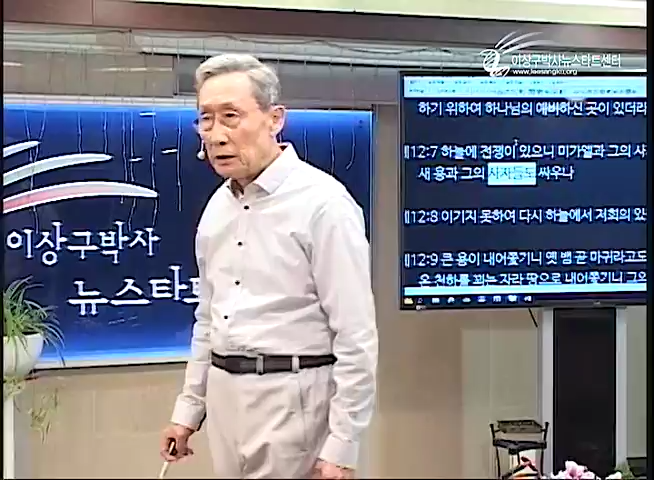 이상구박사뉴스타트센터
www.leesangku.org
하기 위하여 하나님의 예비하신 곳이 있더라
12:7 하늘에 전쟁이 있으니 미가엘과 그의 사
새 용과 그의 사자들도 싸우나
12:8 이기지 못하여 다시 하늘에서 저희의 있
12:9 큰 용이 내어쫓기니 옛 뱀 곧 마귀라고도
온 천하를 꾀는 자라 땅으로 내어쫓기니 그의
이상구박사
뉴스타트